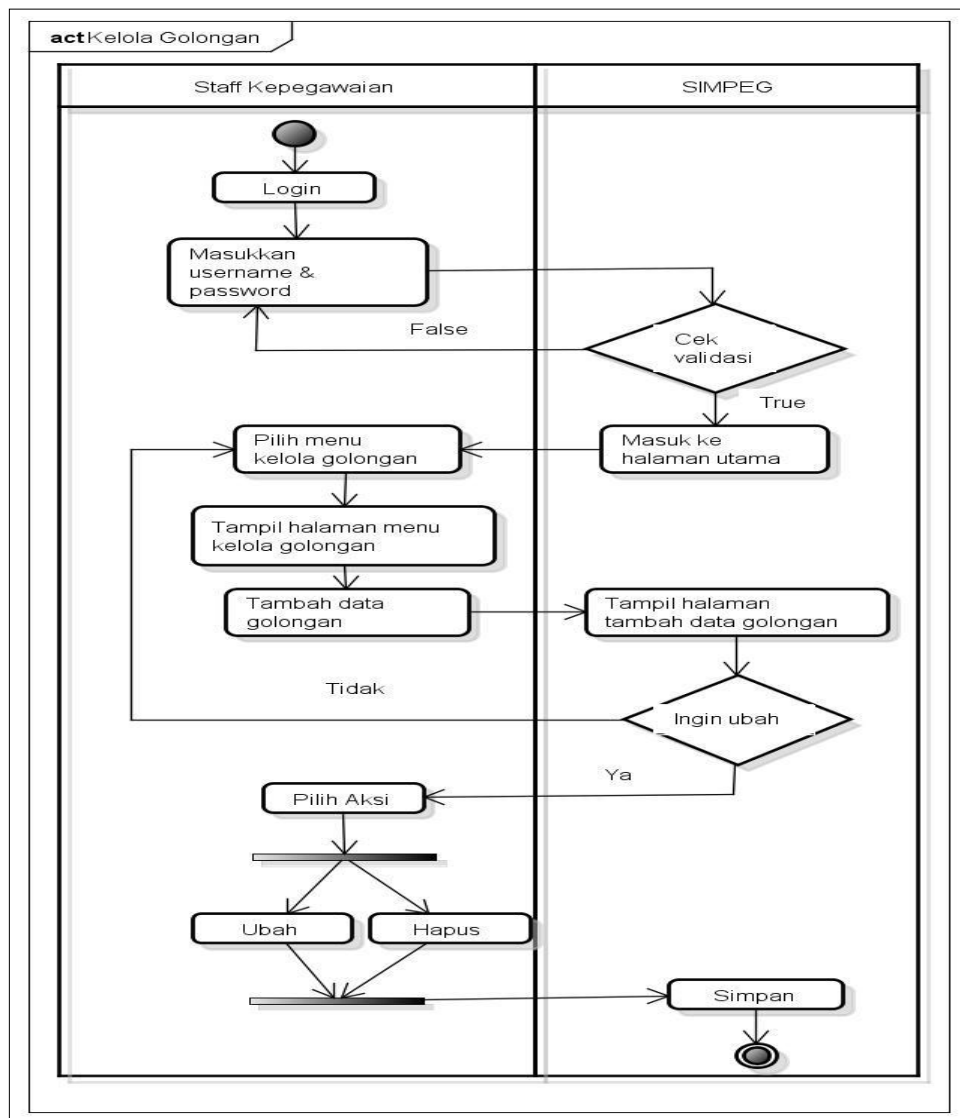 act Kelola Golongan
Staff Kepegawaian
SIMPEG
Login
Masukkan
username &
password
False
Cek
validasi
True
Pilih menu
kelola golongan
Masuk ke
halaman utama
Tampil halaman menu
kelola golongan
Tambah data
golongan
Tampil halaman
tambah data golongan
Tidak
Ingin ubah
Ya
Pilih Aksi
Ubah
Hapus
Simpan